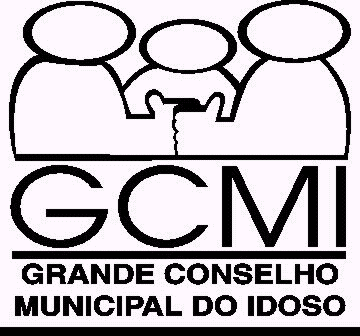 GCMI
GRANDE CONSELHO
MUNICIPAL DO IDOSO